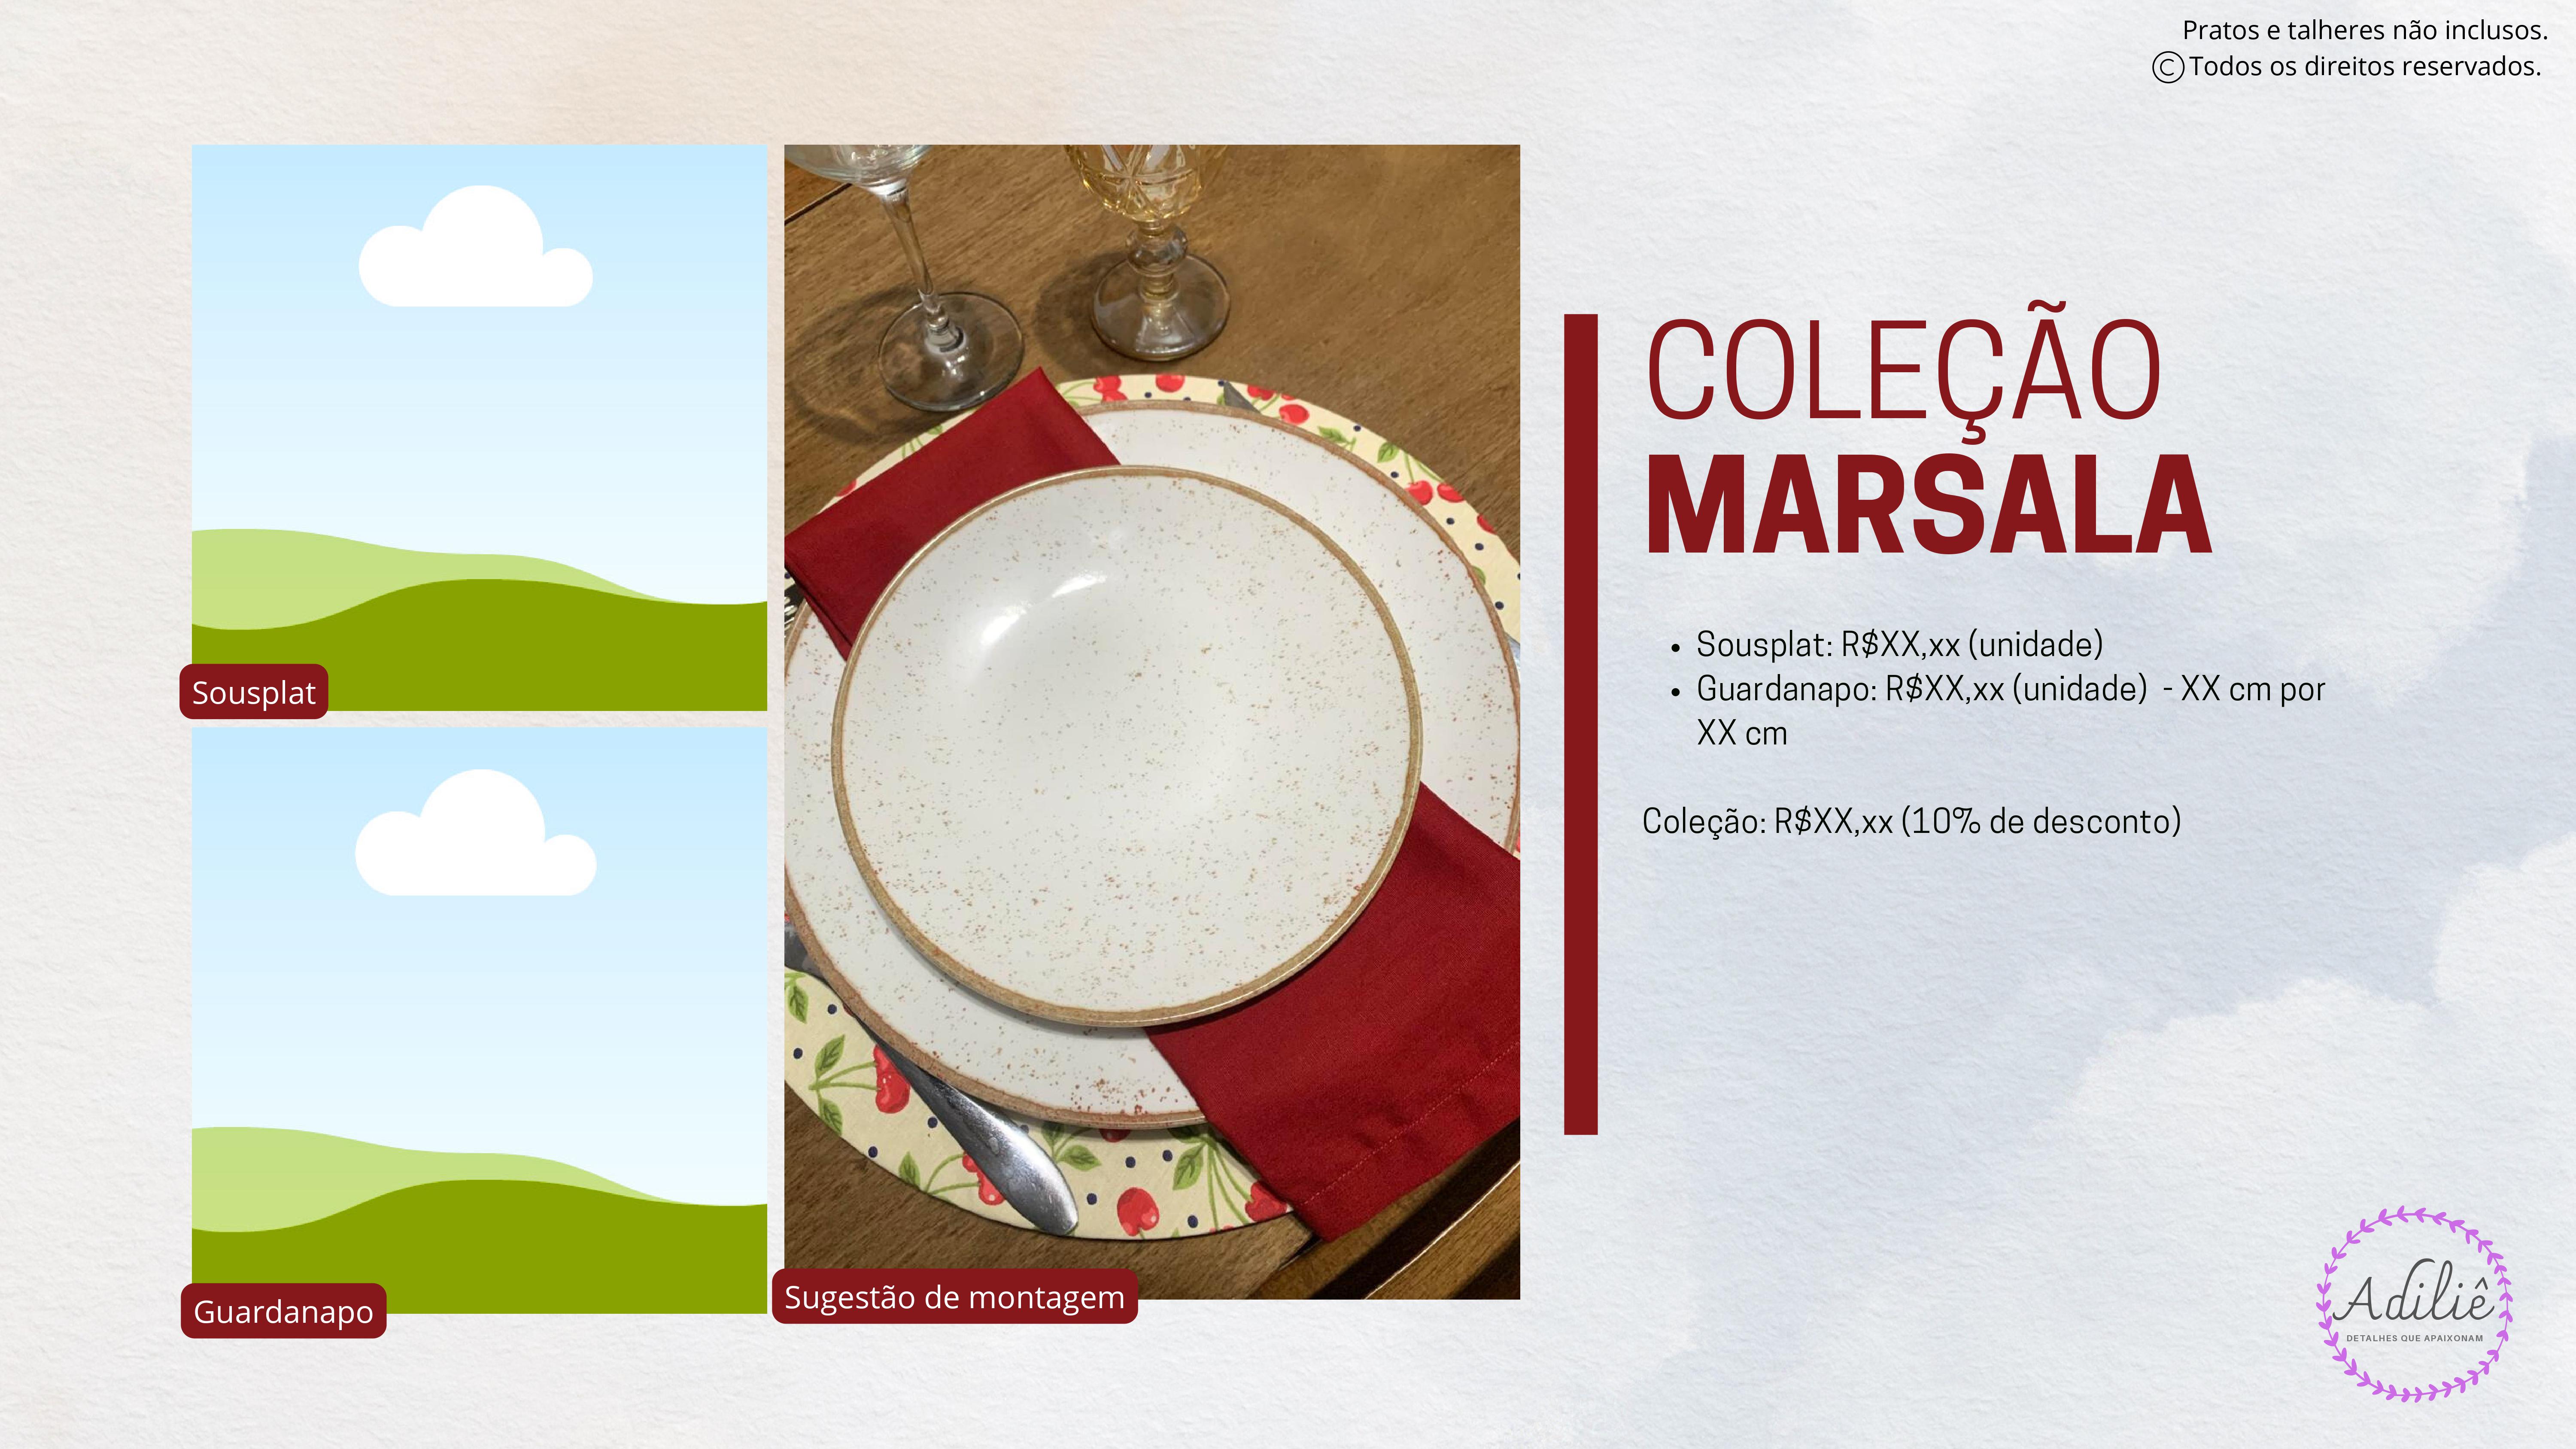 Pratos e talheres não inclusos.
©Todos os direitos reservados.
COLEÇÃO
MARSALA
• Sousplat: R$XX,xx (unidade)
• Guardanapo: R$XX,xx (unidade) - XX cm por
XX cm
Coleção: R$XX,xx (10% de desconto)
Sousplat
Guardanapo
Sugestão de montagem
Adiliê
DETALHES QUE APAIXONAM